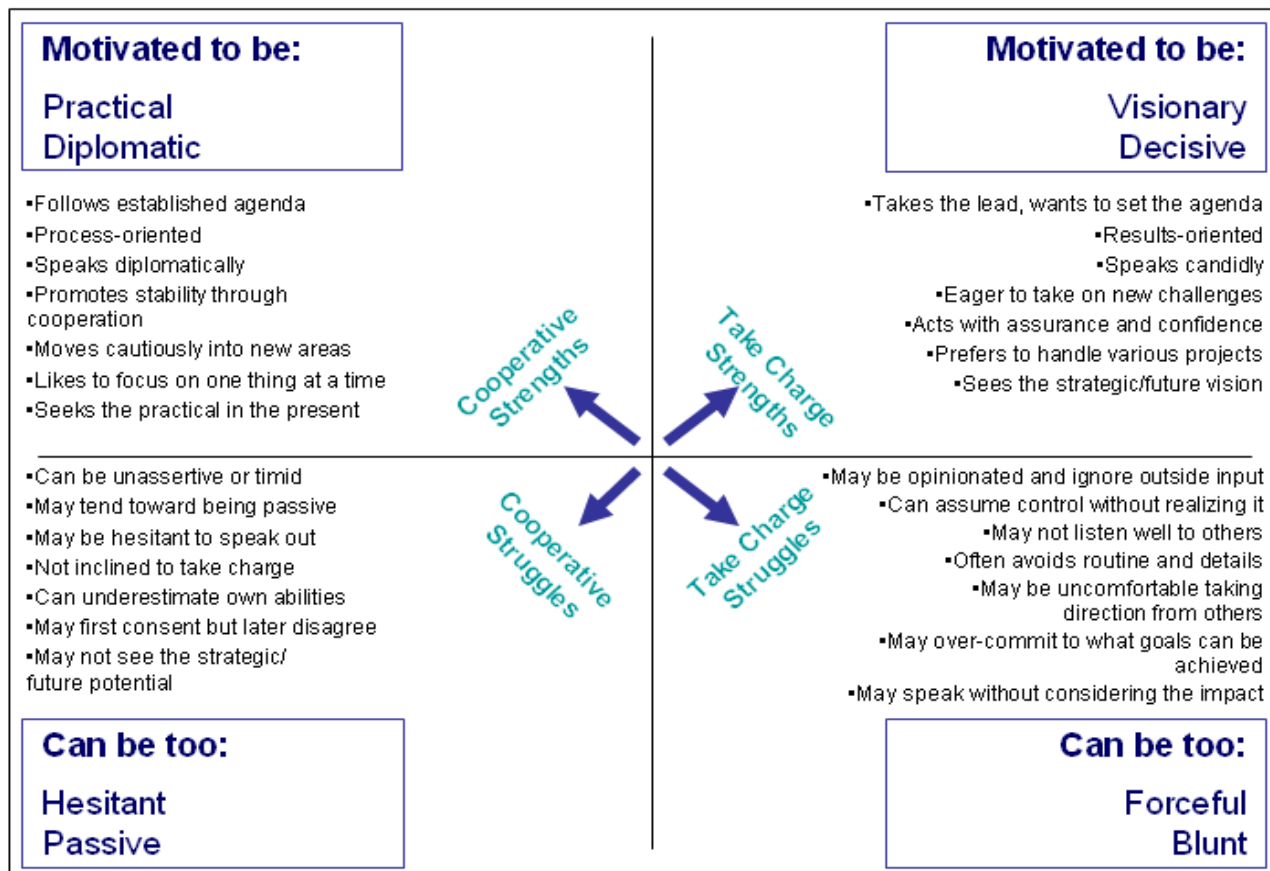 Motivated to be:
Practical
Diplomatic
▪Follows established agenda
▪Process-oriented
▪Speaks diplomatically
▪Promotes stability through
cooperation
▪Moves cautiously into new areas
▪Likes to focus on one thing at a time
▪Seeks the practical in the present
Cooperative
Strengths
Motivated to be:
Visionary
Decisive
▪Takes the lead, wants to set the agenda
▪Results-oriented
▪Speaks candidly
▪Eager to take on new challenges
▪Acts with assurance and confidence
▪Prefers to handle various projects
▪Sees the strategic/future vision
Take Charge
Strengths
▪Can be unassertive or timid
▪May tend toward being passive
▪May be hesitant to speak out
▪Not inclined to take charge
▪Can underestimate own abilities
▪May first consent but later disagree
▪May not see the strategic/
future potential
Cooperative
Struggles
Can be too:
Hesitant
Passive
▪May be opinionated and ignore outside input
▪Can assume control without realizing it
▪May not listen well to others
▪Often avoids routine and details
▪May be uncomfortable taking
direction from others
▪May over-commit to what goals can be
achieved
▪May speak without considering the impact
Take Charge
Struggles
Can be too:
Forceful
Blunt